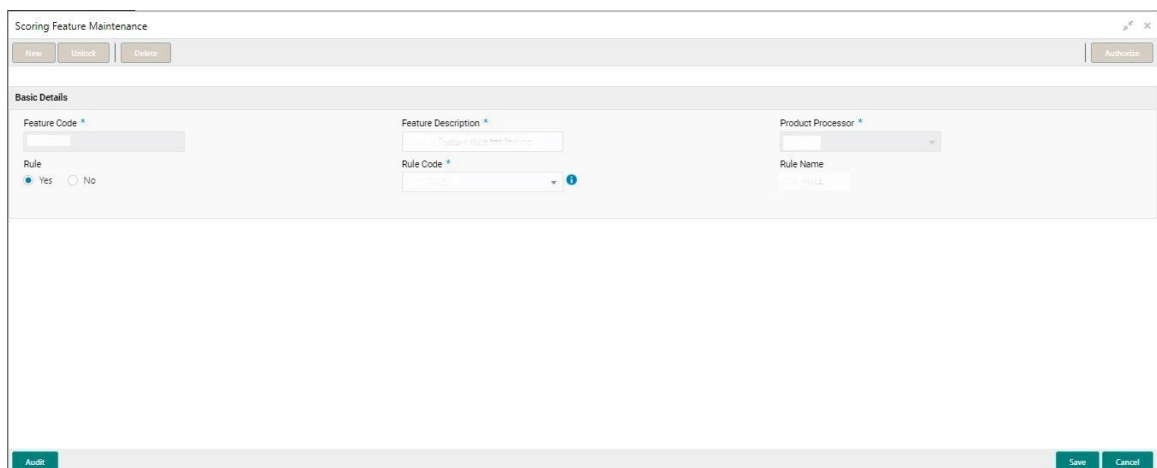 Scoring Feature Maintenance
New Unlock Delete Authorize
Basic Details
Feature Code * Feature Description * Product Processor *
Rule Rule Code * Rule Name
Yes No
Audit Save Cancel